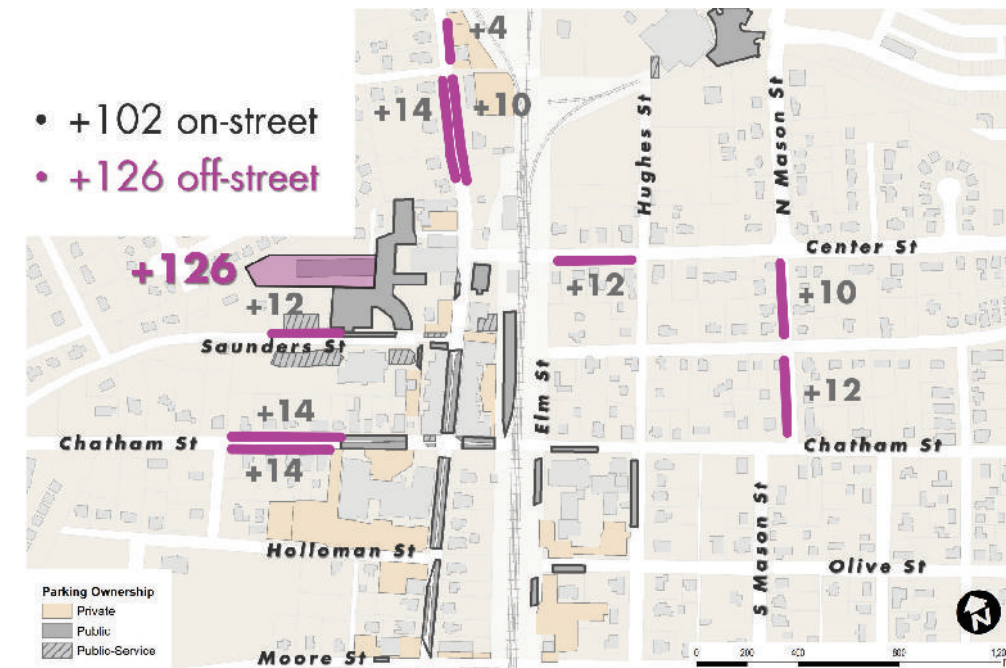 • +102 on-street
• +126 off-street
+4
+14
+10
Hughes St
N Mason St
Center St
+126
+12
+12
+10
Saunders St
Elm St
+12
+14
Chatham St
Chatham St
+14
Holloman St
S Mason St
Olive St
Moore St
Parking Ownership
Private
Public
Public-Service
N
0 200 400 800